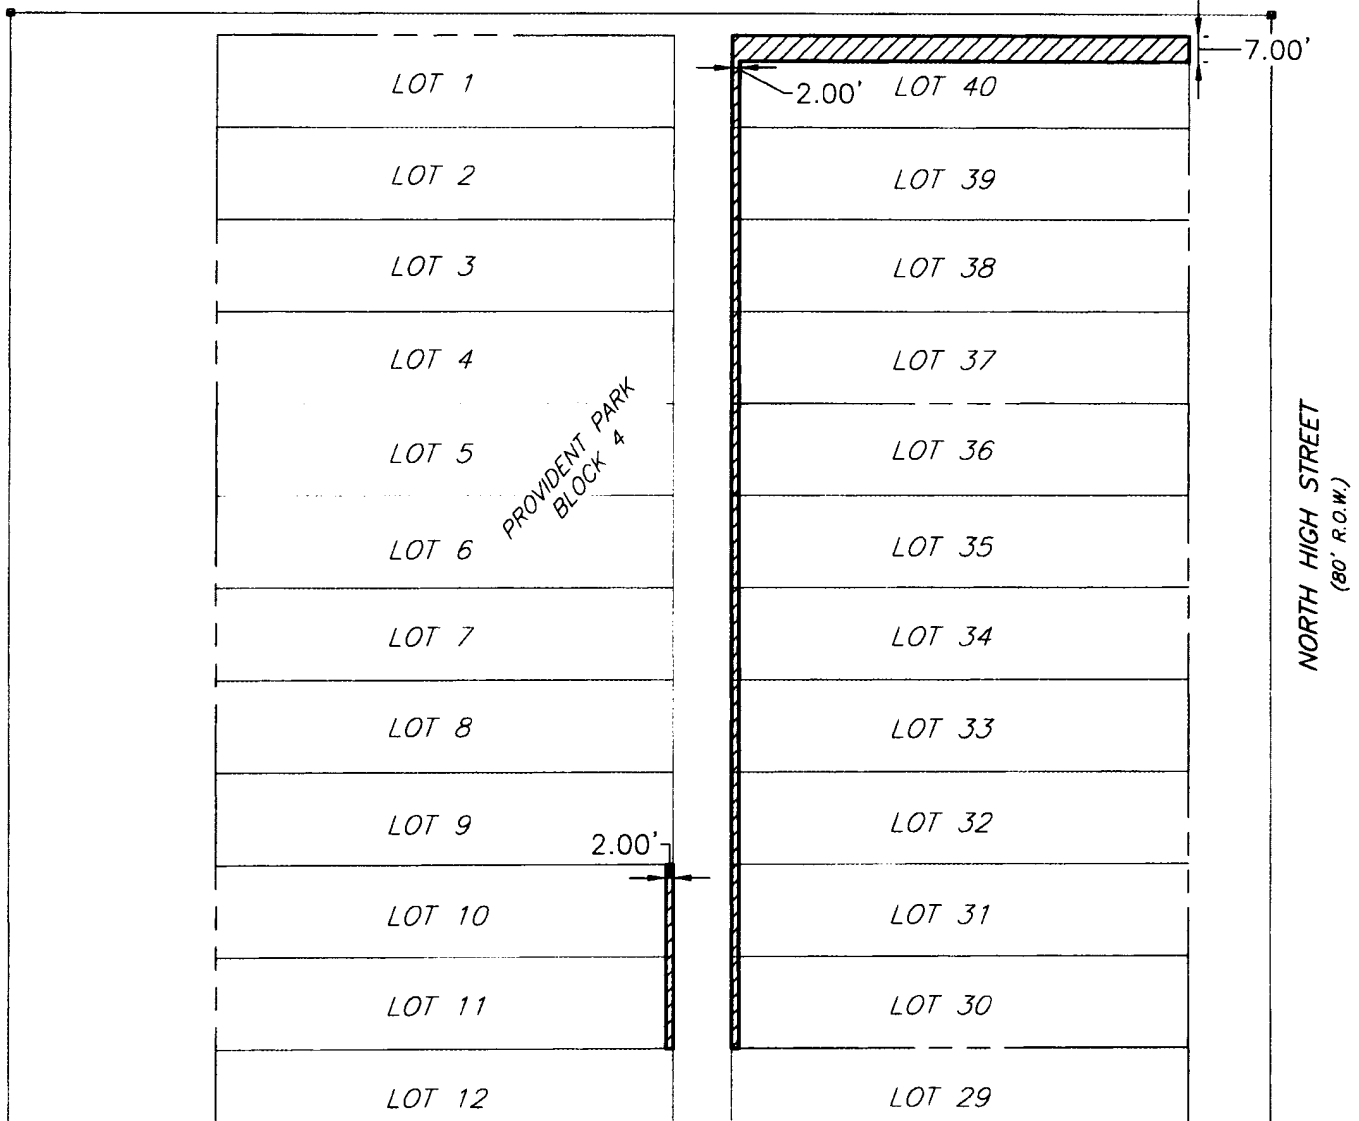 7.00'
LOT 1
2.00'
LOT 40
LOT 2
LOT 39
LOT 3
LOT 38
LOT 4
LOT 37
PROVIDENT PARK
BLOCK 4
LOT 5
LOT 36
NORTH HIGH STREET
(80' R.O.W.)
LOT 6
LOT 35
LOT 7
LOT 34
LOT 8
LOT 33
LOT 9
LOT 32
2.00'
LOT 10
LOT 31
LOT 11
LOT 30
LOT 12
LOT 29